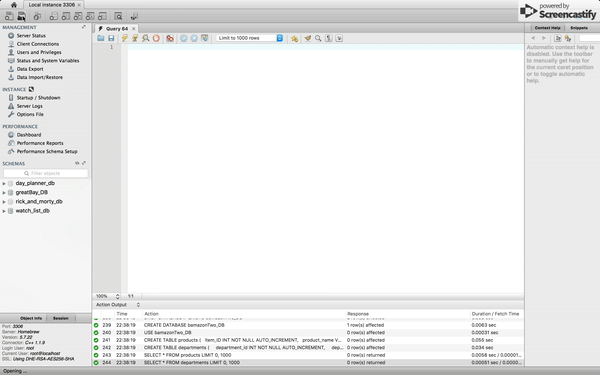 Local instance 3306
powered by
Screencastify
MANAGEMENT
Server Status
Client Connections
Users and Privileges
Status and System Variables
Data Export
Data Import/Restore
INSTANCE
Startup / Shutdown
Server Logs
Options File
PERFORMANCE
Dashboard
Performance Reports
Performance Schema Setup
SCHEMAS
Filter objects
day_planner_db
greatBay_DB
rick_and_morty_db
watch_list_db
Object Info Session
Port: 3306
Server: Homebrew
Version: 5.7.22
Connector: C++ 1.1.9
Login User: root
Current User: root@localhost
SSL: Using DHE-RSA-AES256-SHA
Opening ...
Query 64
Limit to 1000 rows
1
100% 1:1
Action Output
Time Action Response Duration / Fetch Time
239 22:38:19 CREATE DATABASE bamazonTwo_DB 1 row(s) affected 0.0063 sec
240 22:38:19 USE bamazonTwo_DB 0 row(s) affected 0.00031 sec
241 22:38:19 CREATE TABLE products ( item_ID INT NOT NULL AUTO_INCREMENT, product_name V... 0 row(s) affected 0.055 sec
242 22:38:19 CREATE TABLE departments ( department_id INT NOT NULL AUTO_INCREMENT, de... 0 row(s) affected 0.034 sec
243 22:38:19 SELECT * FROM products LIMIT 0, 1000 0 row(s) returned 0.0056 sec / 0.00001...
244 22:38:19 SELECT * FROM departments LIMIT 0, 1000 0 row(s) returned 0.00051 sec / 0.0000...
Context Help Snippets
Automatic context help is
disabled. Use the toolbar
to manually get help for
the current caret position
or to toggle automatic
help.